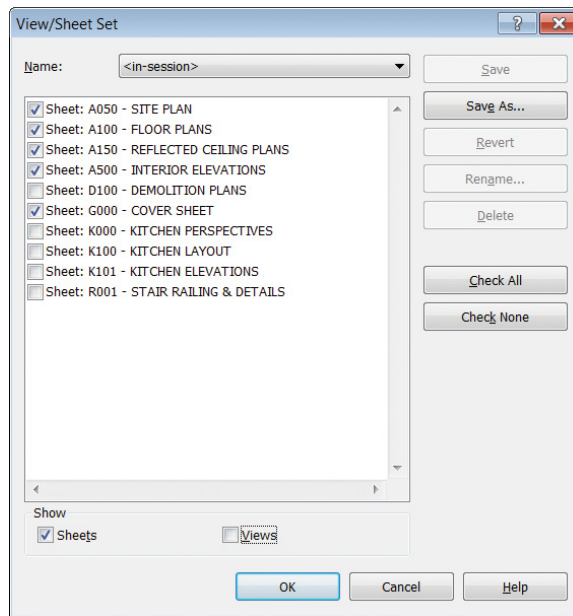 View/Sheet Set
Name: <in-session>
Save
Sheet: A050 - SITE PLAN
Save As...
Sheet: A100 - FLOOR PLANS
Sheet: A150 - REFLECTED CEILING PLANS
Revert
Sheet: A500 - INTERIOR ELEVATIONS
Rename...
Sheet: D100 - DEMOLITION PLANS
Sheet: G000 - COVER SHEET
Delete
Sheet: K000 - KITCHEN PERSPECTIVES
Sheet: K100 - KITCHEN LAYOUT
Sheet: K101 - KITCHEN ELEVATIONS
Check All
Sheet: R001 - STAIR RAILING & DETAILS
Check None
Show
Sheets Views
OK Cancel Help